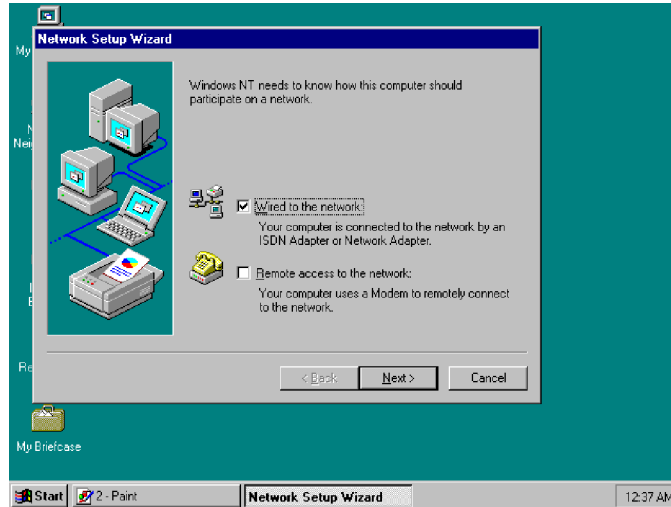 My
Network Setup Wizard
Windows NT needs to know how this computer should
participate on a network.
N
Nei
Wired to the network:
Your computer is connected to the network by an
ISDN Adapter or Network Adapter.
Remote access to the network:
Your computer uses a Modem to remotely connect
to the network.
I
E
Re
< Back
Next >
Cancel
My Briefcase
Start
2 - Paint
Network Setup Wizard
12:37 AM